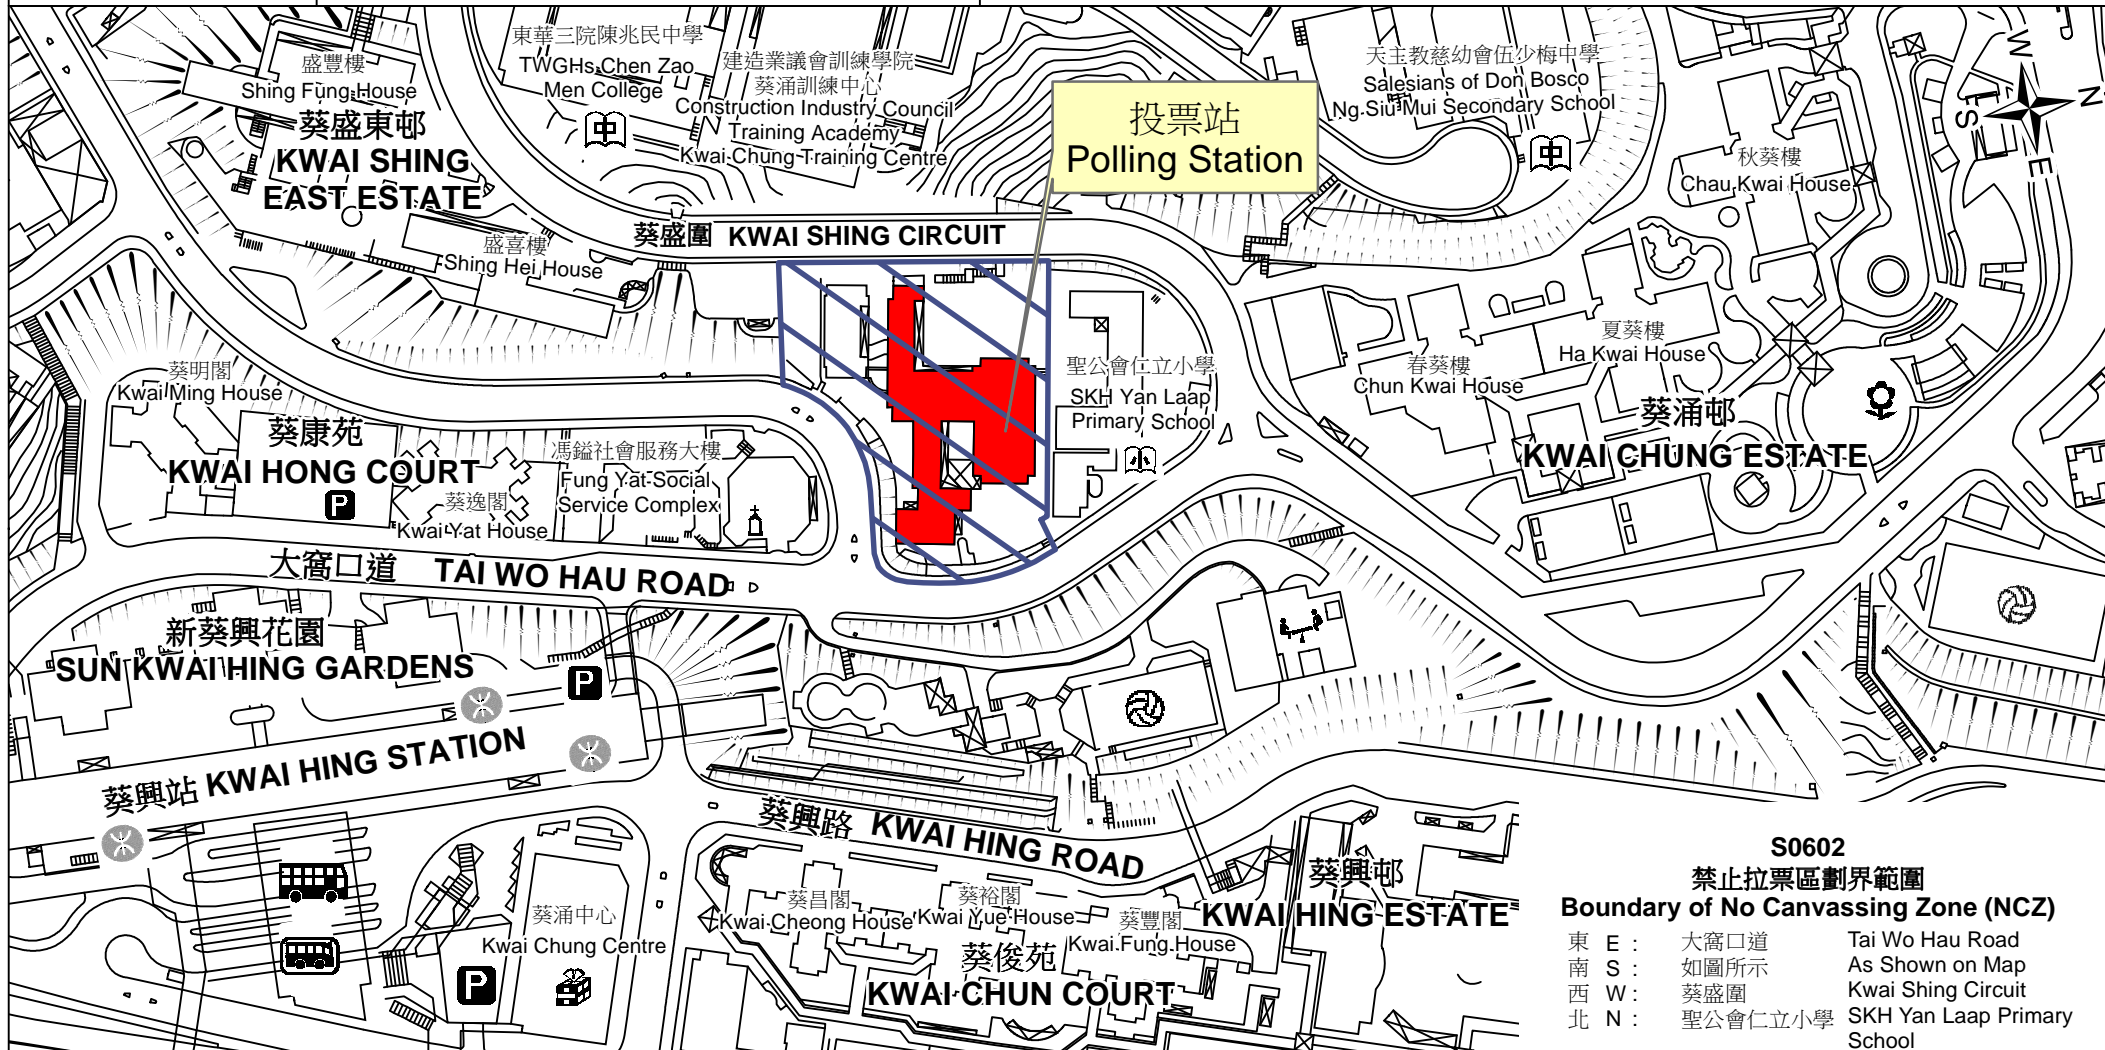 東華三院陳兆民中學
TWGHs Chen Zao
Men College
建造業議會訓練學院
葵涌訓練中心
Construction Industry Council
Training Academy
Kwai Chung Training Centre
天主教慈幼會伍少梅中學
Salesians of Don Bosco
Ng Siu Mui Secondary School
盛豐樓
Shing Fung House
葵盛東邨
KWAI SHING
EAST ESTATE
中
中
投票站
Polling Station
W
N
S
E
秋葵樓
Chau Kwai House
盛喜樓
Shing Hei House
葵盛圍 KWAI SHING CIRCUIT
夏葵樓
Ha Kwai House
春葵樓
Chun Kwai House
聖公會仁立小學
SKH Yan Laap
Primary School
小
葵涌邨
KWAI CHUNG ESTATE
葵明閣
Kwai Ming House
葵康苑
KWAI HONG COURT
P
葵逸閣
Kwai Yat House
馮鎰社會服務大樓
Fung Yat Social
Service Complex
大窩口道 TAI WO HAU ROAD
新葵興花園
SUN KWAI HING GARDENS
P
葵興站 KWAI HING STATION
葵興路 KWAI HING ROAD
葵涌中心
Kwai Chung Centre
P
葵昌閣
Kwai Cheong House
葵裕閣
Kwai Yue House
葵豐閣
Kwai Fung House
葵俊苑
KWAI CHUN COURT
葵興邨
KWAI HING ESTATE
S0602
禁止拉票區劃界範圍
Boundary of No Canvassing Zone (NCZ)
東 E : 大窩口道 Tai Wo Hau Road
南 S : 如圖所示 As Shown on Map
西 W : 葵盛圍 Kwai Shing Circuit
北 N : 聖公會仁立小學 SKH Yan Laap Primary
School